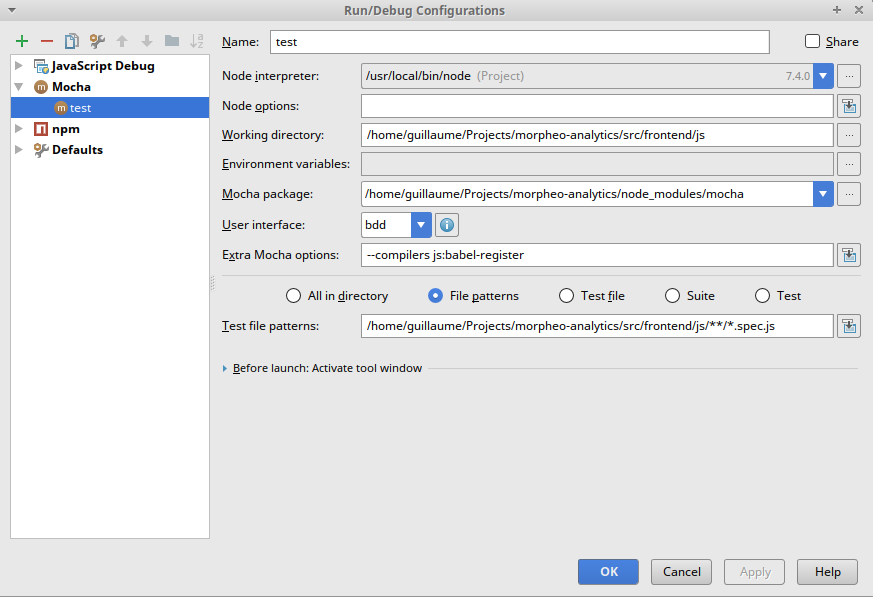 Run/Debug Configurations
Name: test Share
JavaScript Debug
Mocha
test
npm
Defaults
Node interpreter: /usr/local/bin/node (Project) 7.4.0
Node options:
Working directory: /home/guillaume/Projects/morpheo-analytics/src/frontend/js
Environment variables:
Mocha package: /home/guillaume/Projects/morpheo-analytics/node_modules/mocha
User interface: bdd
Extra Mocha options: --compilers js:babel-register
All in directory File patterns Test file Suite Test
Test file patterns: /home/guillaume/Projects/morpheo-analytics/src/frontend/js/**/*.spec.js
Before launch: Activate tool window
OK Cancel Apply Help